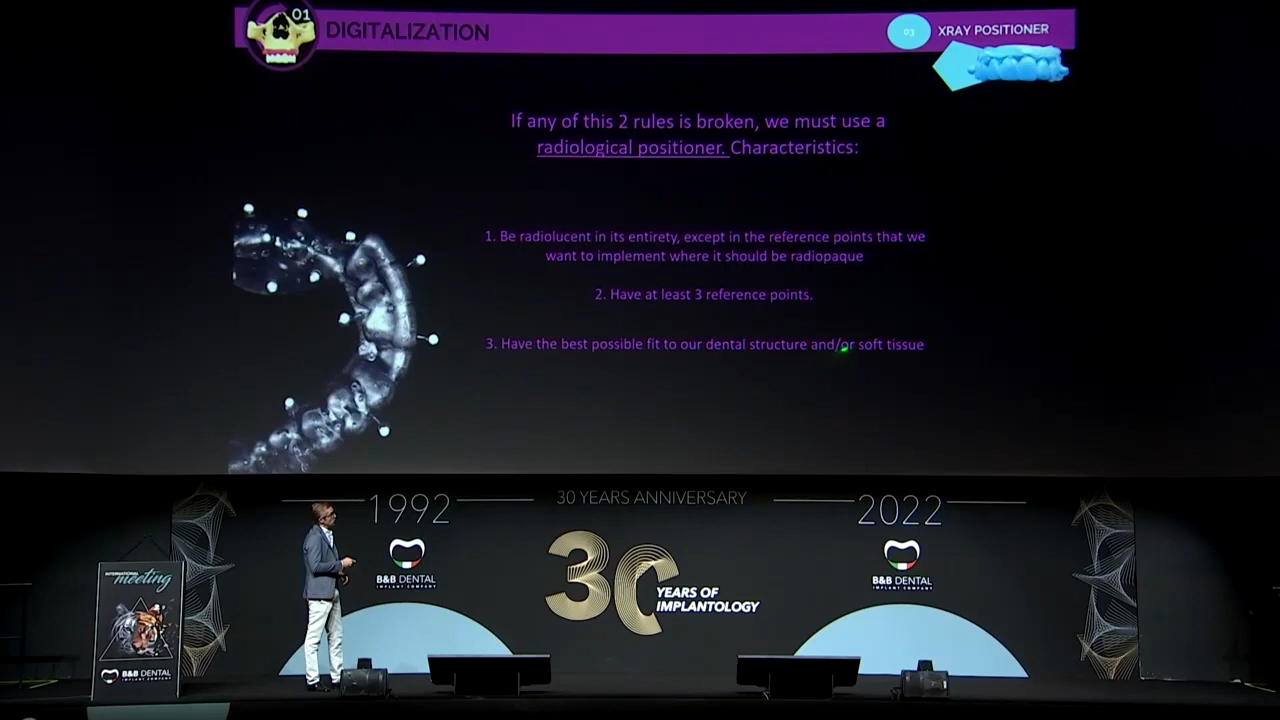 01
DIGITALIZATION
03
XRAY POSITIONER
If any of this 2 rules is broken, we must use a
radiological positioner. Characteristics:
1. Be radiolucent in its entirety, except in the reference points that we
want to implement where it should be radiopaque
2. Have at least 3 reference points.
3. Have the best possible fit to our dental structure and/or soft tissue
1992
30 YEARS ANNIVERSARY
2022
B&B DENTAL
IMPLANT COMPANY
30
YEARS OF
IMPLANTOLOGY
B&B DENTAL
IMPLANT COMPANY
INTERNATIONAL
meeting
B&B DENTAL
IMPLANT COMPANY